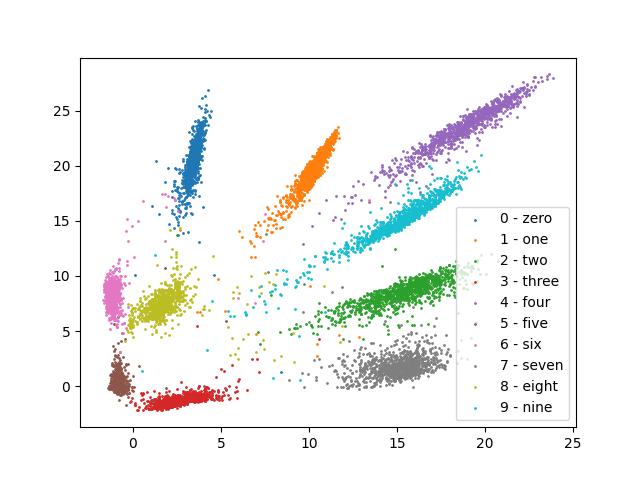 25
20
15
10
5
0
0 - zero
1 - one
2 - two
3 - three
4 - four
5 - five
6 - six
7 - seven
8 - eight
9 - nine
0 5 10 15 20 25